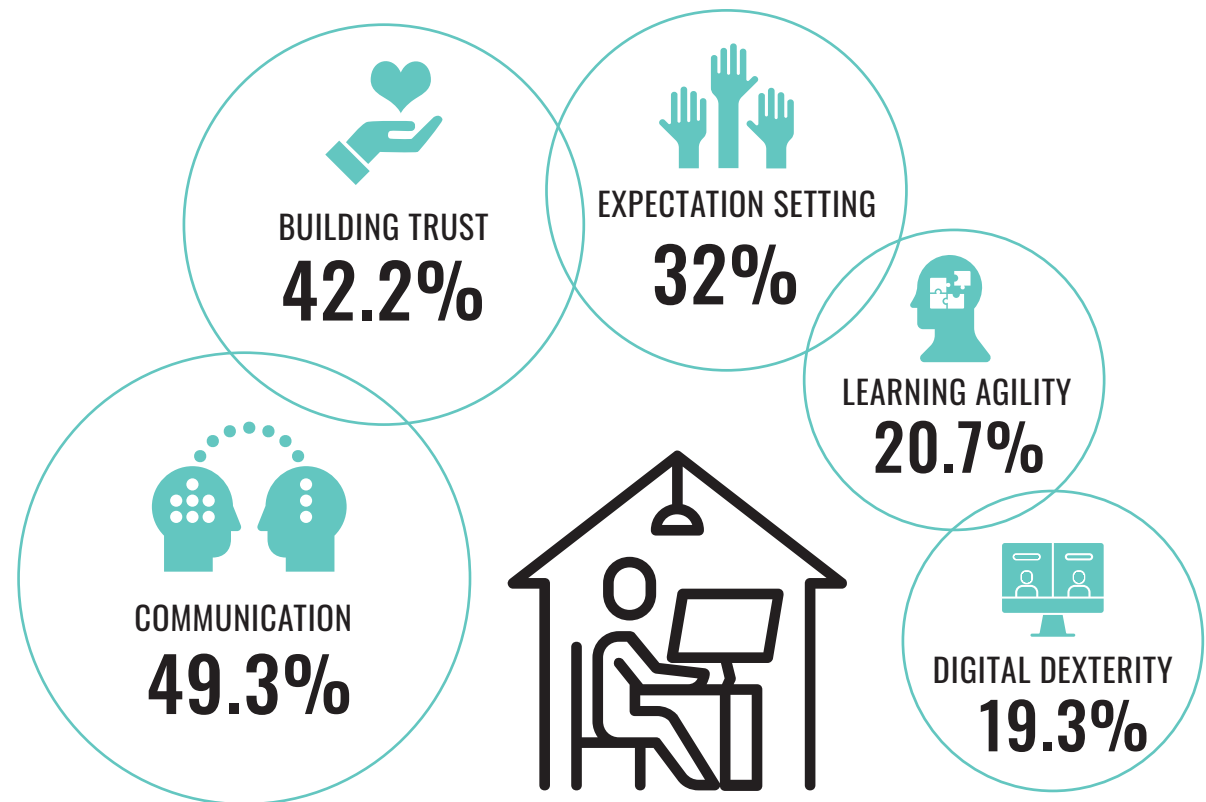 BUILDING TRUST
42.2%
EXPECTATION SETTING
32%
LEARNING AGILITY
20.7%
COMMUNICATION
49.3%
DIGITAL DEXTERITY
19.3%